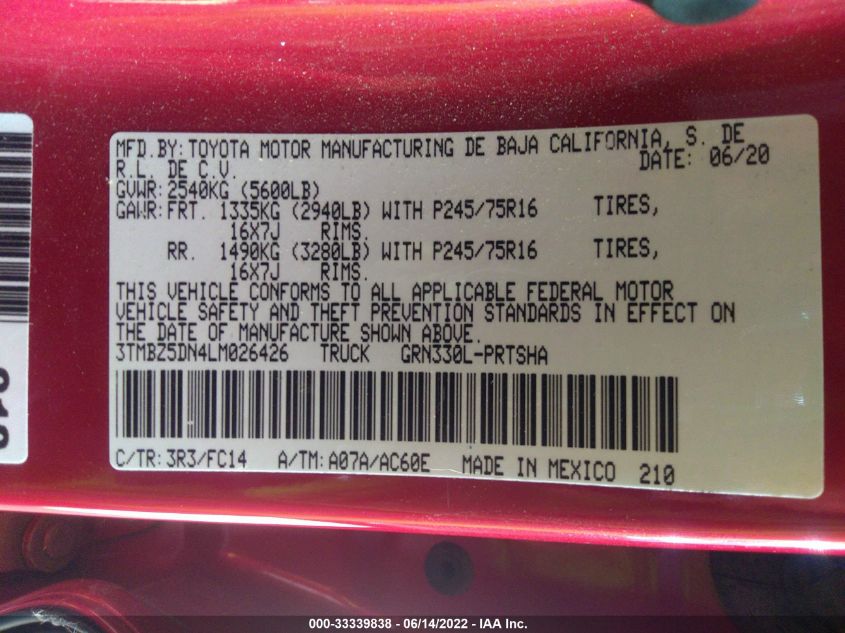 MFD.BY: TOYOTA MOTOR MANUFACTURING DE BAJA CALIFORNIA, S. DE
R.L. DE C.V. DATE: 06/20
GVWR: 2540KG (5600LB)
GAWR: FRT. 1335KG (2940LB) WITH P245/75R16 TIRES,
16X7J RIMS.
RR. 1490KG (3280LB) WITH P245/75R16 TIRES,
16X7J RIMS.
THIS VEHICLE CONFORMS TO ALL APPLICABLE FEDERAL MOTOR
VEHICLE SAFETY AND THEFT PREVENTION STANDARDS IN EFFECT ON
THE DATE OF MANUFACTURE SHOWN ABOVE.
3TMBZ5DN4LM026426 TRUCK GRN330L-PRTSHA
C/TR: 3R3/FC14 A/TM: A07A/AC60E MADE IN MEXICO 210
000-33339838 - 06/14/2022 - IAA Inc.